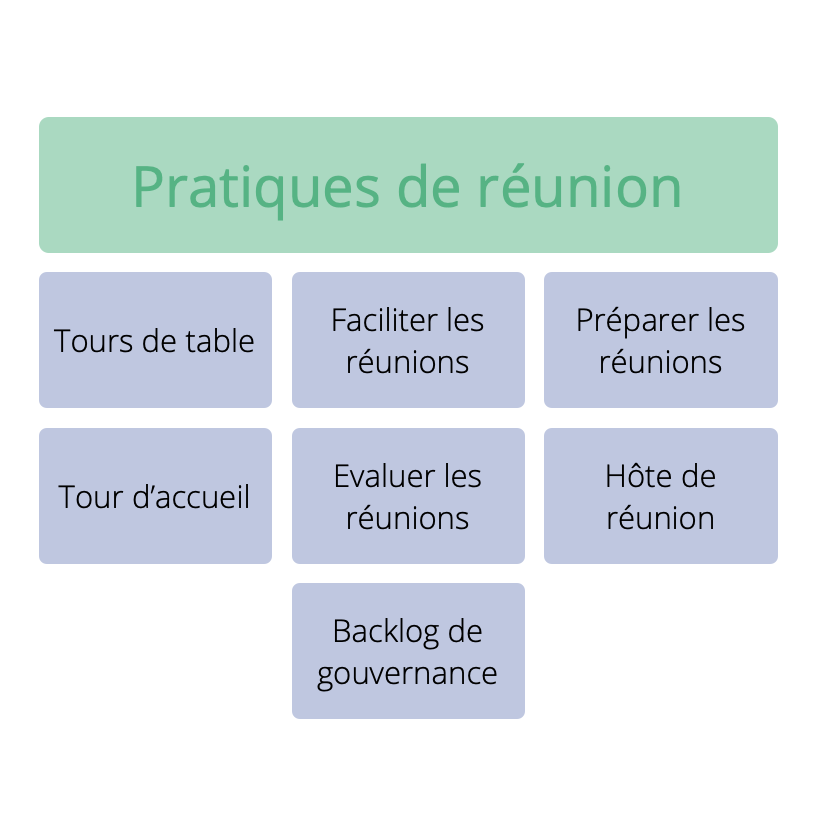 Pratiques de réunion
Tours de table
Faciliter les
réunions
Préparer les
réunions
Tour d’accueil
Evaluer les
réunions
Hôte de
réunion
Backlog de
gouvernance